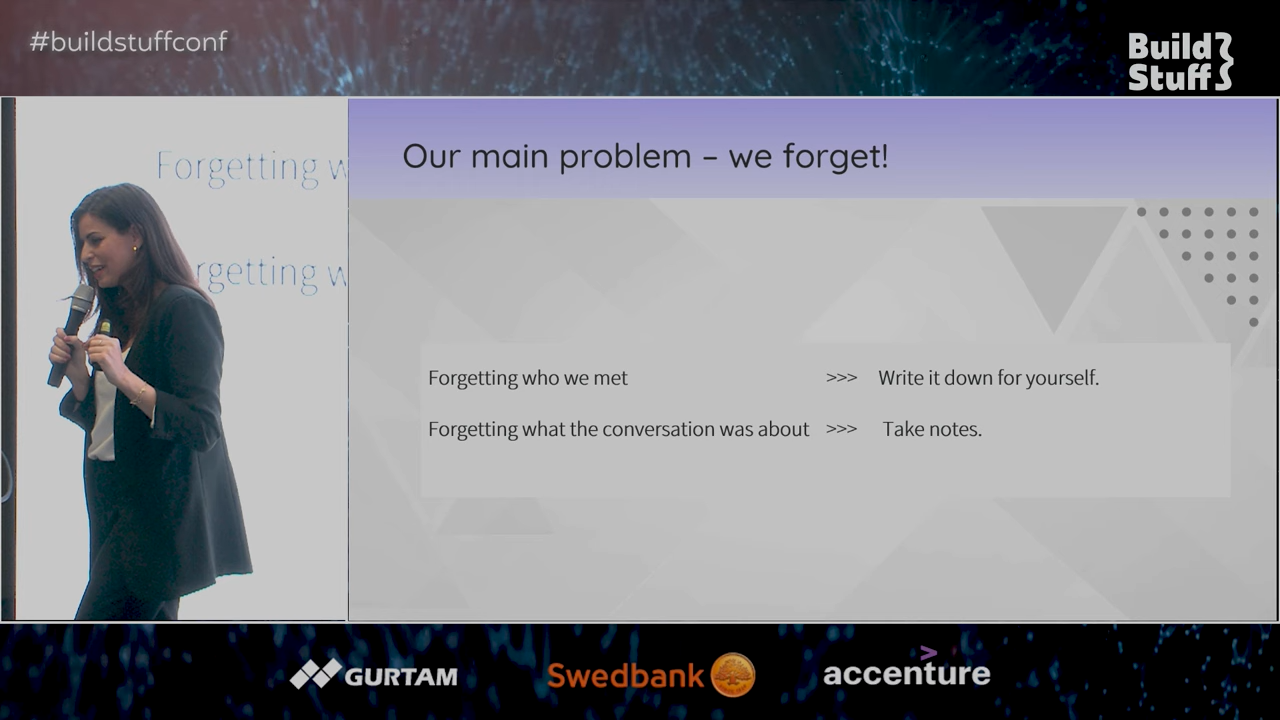 #buildstuffconf
Build
Stuff
Forgetting w
rgetting w
Our main problem – we forget!
Forgetting who we met >>> Write it down for yourself.
Forgetting what the conversation was about >>> Take notes.
GURTAM
Swedbank
accenture